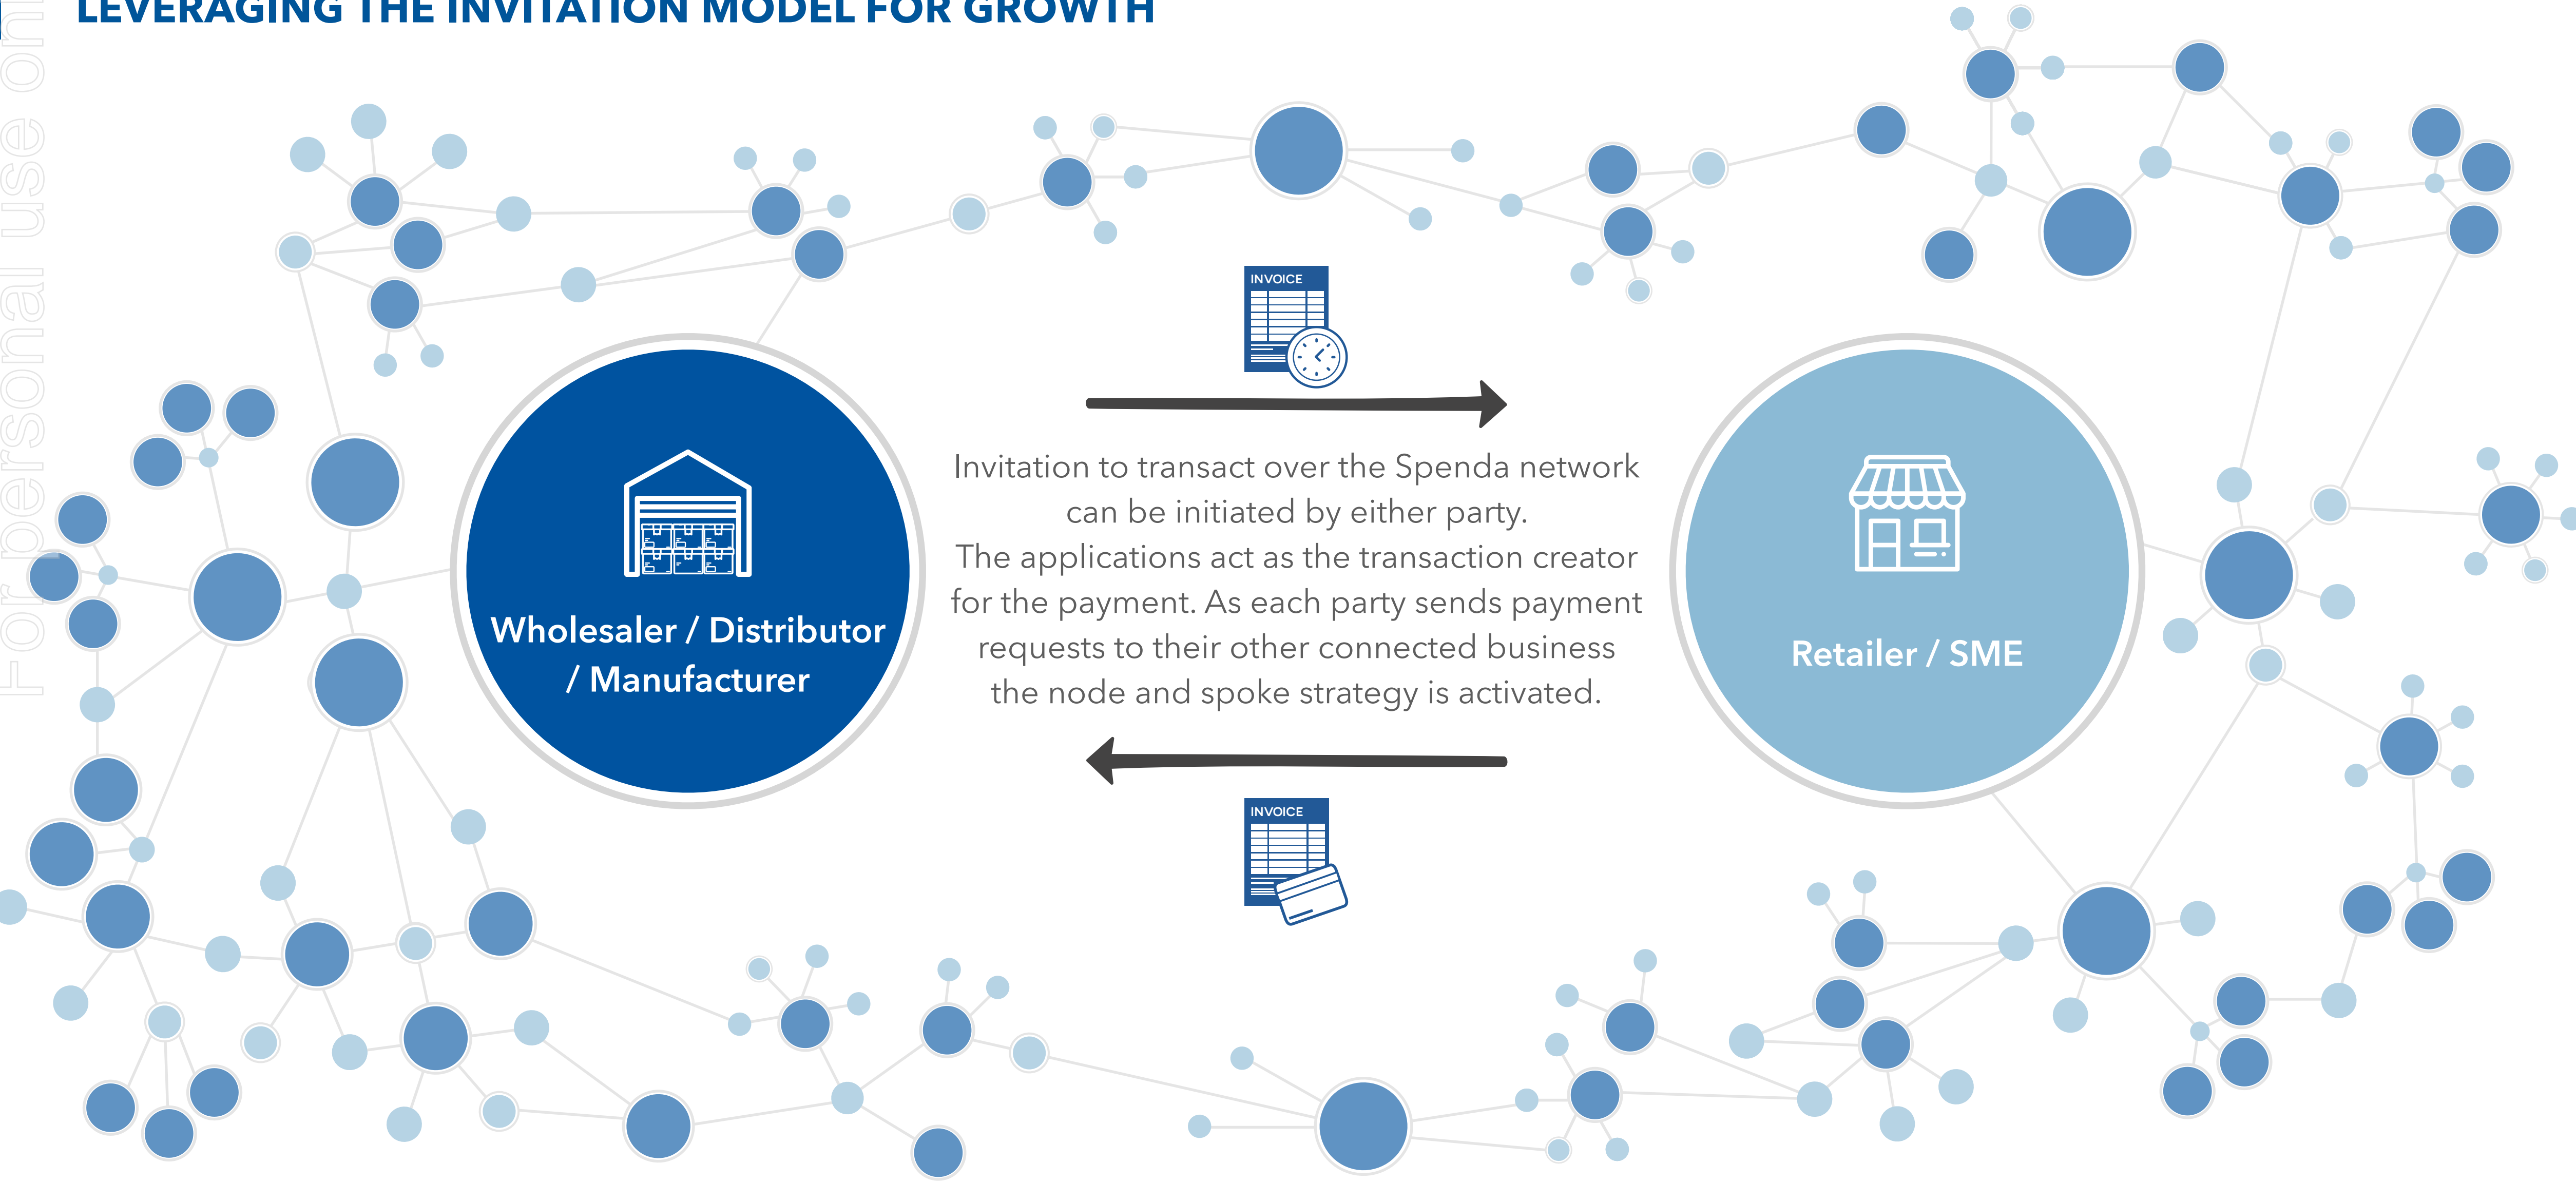 LEVERAGING THE INVITATION MODEL FOR GROWTH
For personal use onl
INVOICE
Invitation to transact over the Spenda network
can be initiated by either party.
The applications act as the transaction creator
for the payment. As each party sends payment
requests to their other connected business
the node and spoke strategy is activated.
Wholesaler / Distributor
/ Manufacturer
Retailer / SME
INVOICE